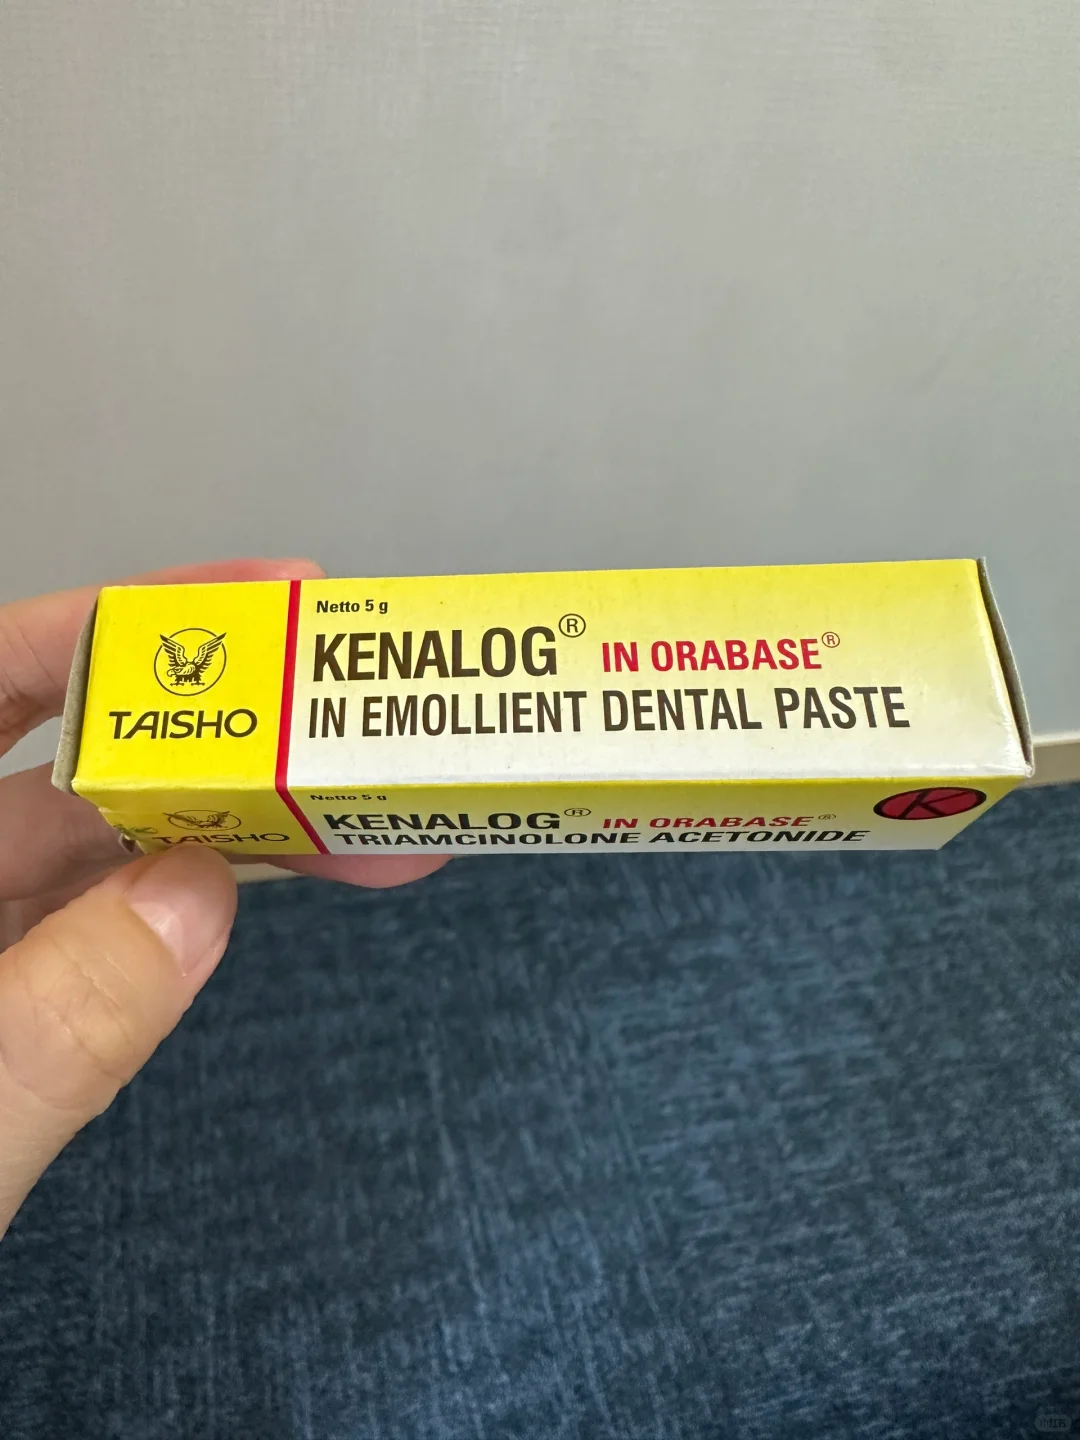 Netto 5 g
KENALOG® IN ORABASE®
IN EMOLLIENT DENTAL PASTE
TAISHO
Netto 5 g
KENALOG® IN ORABASE®
TRIAMCINOLONE ACETONIDE
TAISHO
K